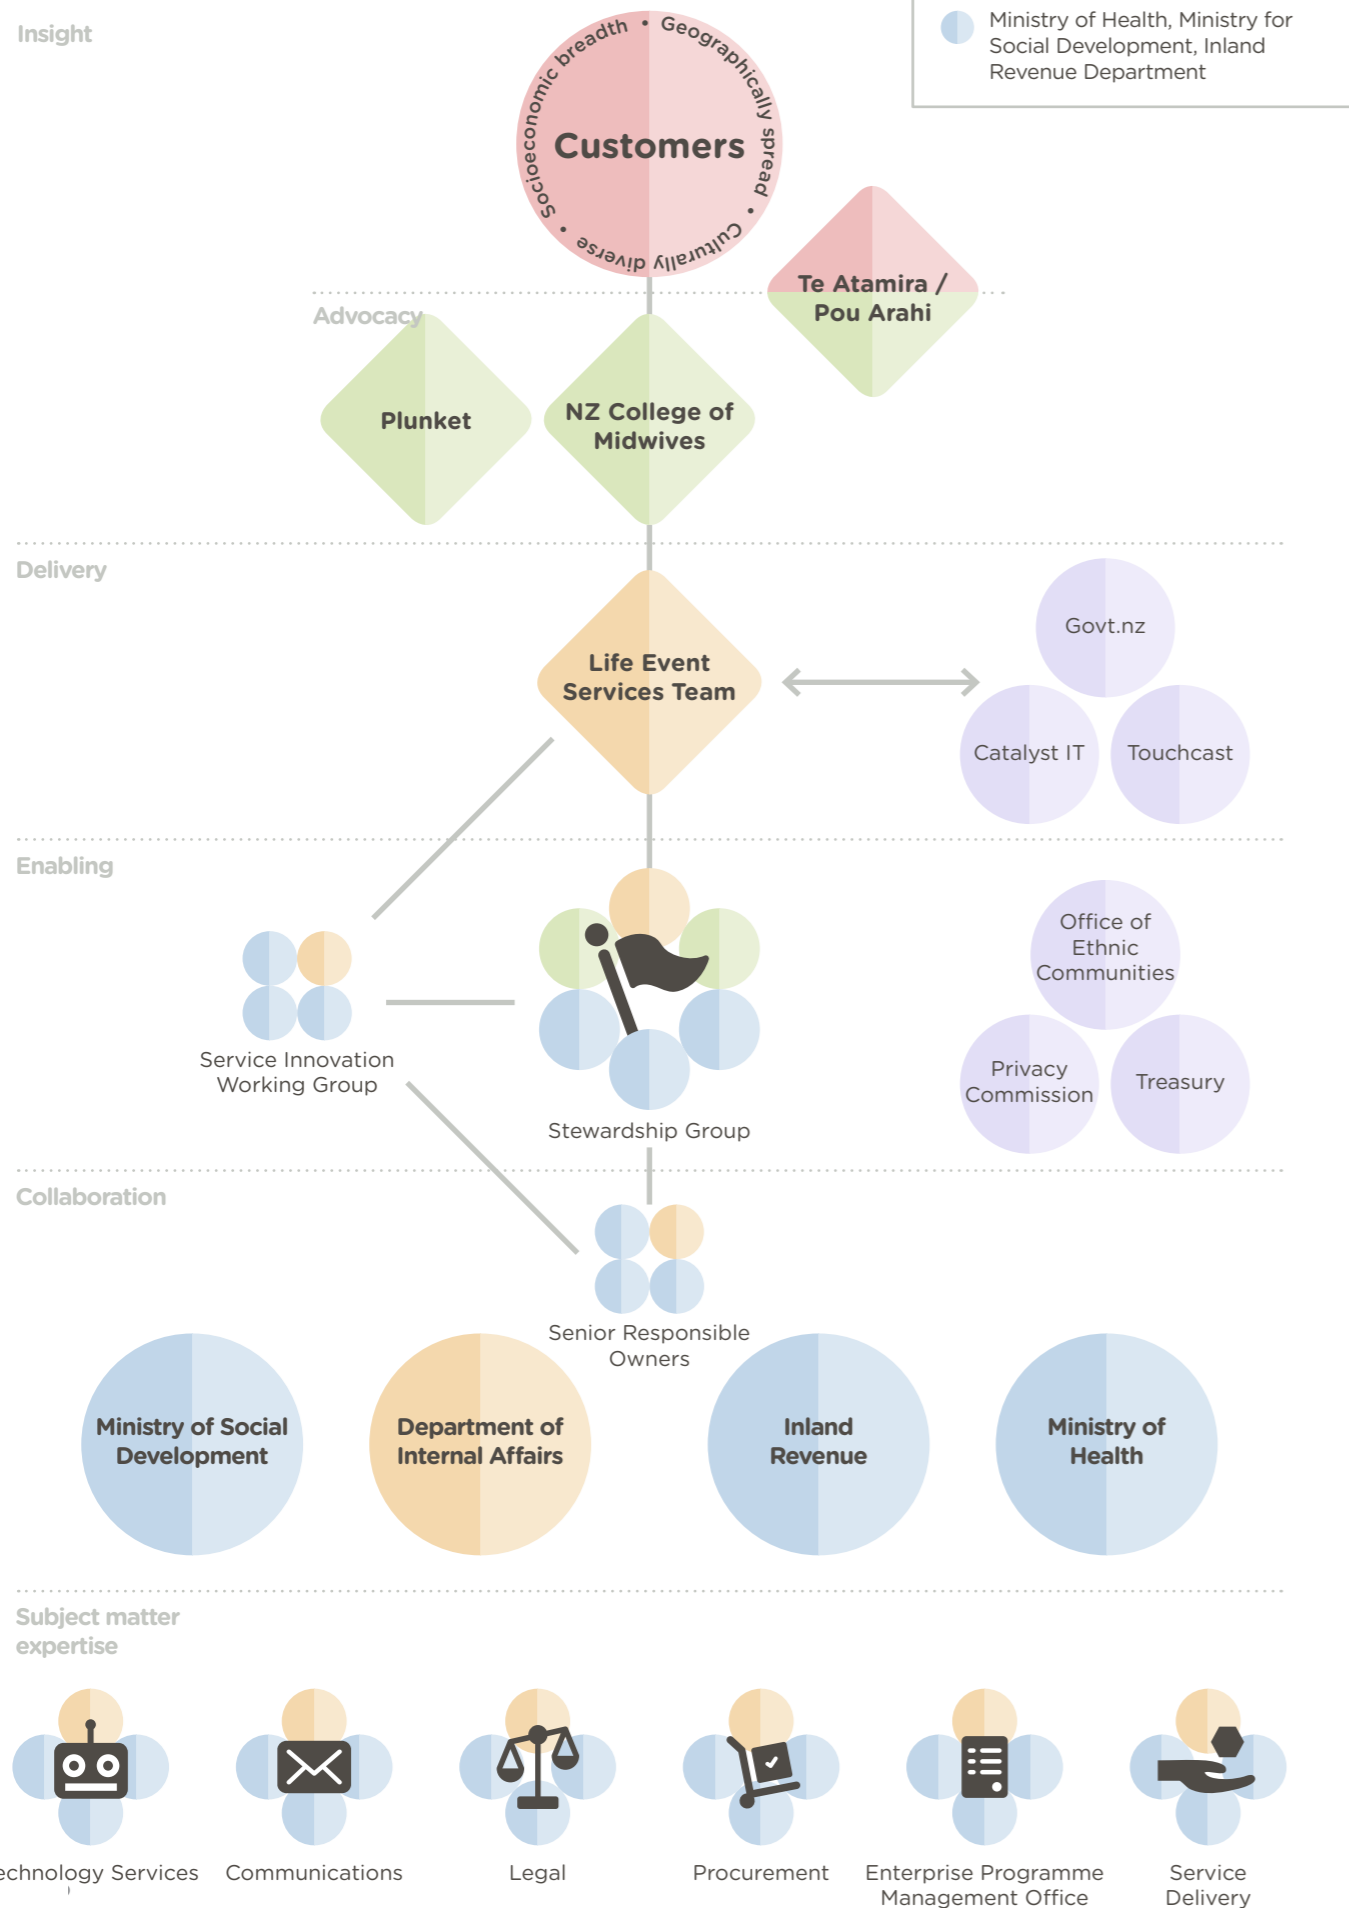 Insight
Ministry of Health, Ministry for
Social Development, Inland
Revenue Department
Socioeconomic breadth • Geographically spread • Culturally diverse •
Customers
Te Atamira /
Pou Arahi
Advocacy
Plunket
NZ College of
Midwives
Delivery
Life Event
Services Team
Govt.nz
Catalyst IT
Touchcast
Enabling
Office of
Ethnic
Communities
Service Innovation
Working Group
Privacy
Commission
Treasury
Stewardship Group
Collaboration
Senior Responsible
Owners
Ministry of Social
Development
Department of
Internal Affairs
Inland
Revenue
Ministry of
Health
Subject matter
expertise
echnology Services
Communications
Legal
Procurement
Enterprise Programme
Management Office
Service
Delivery